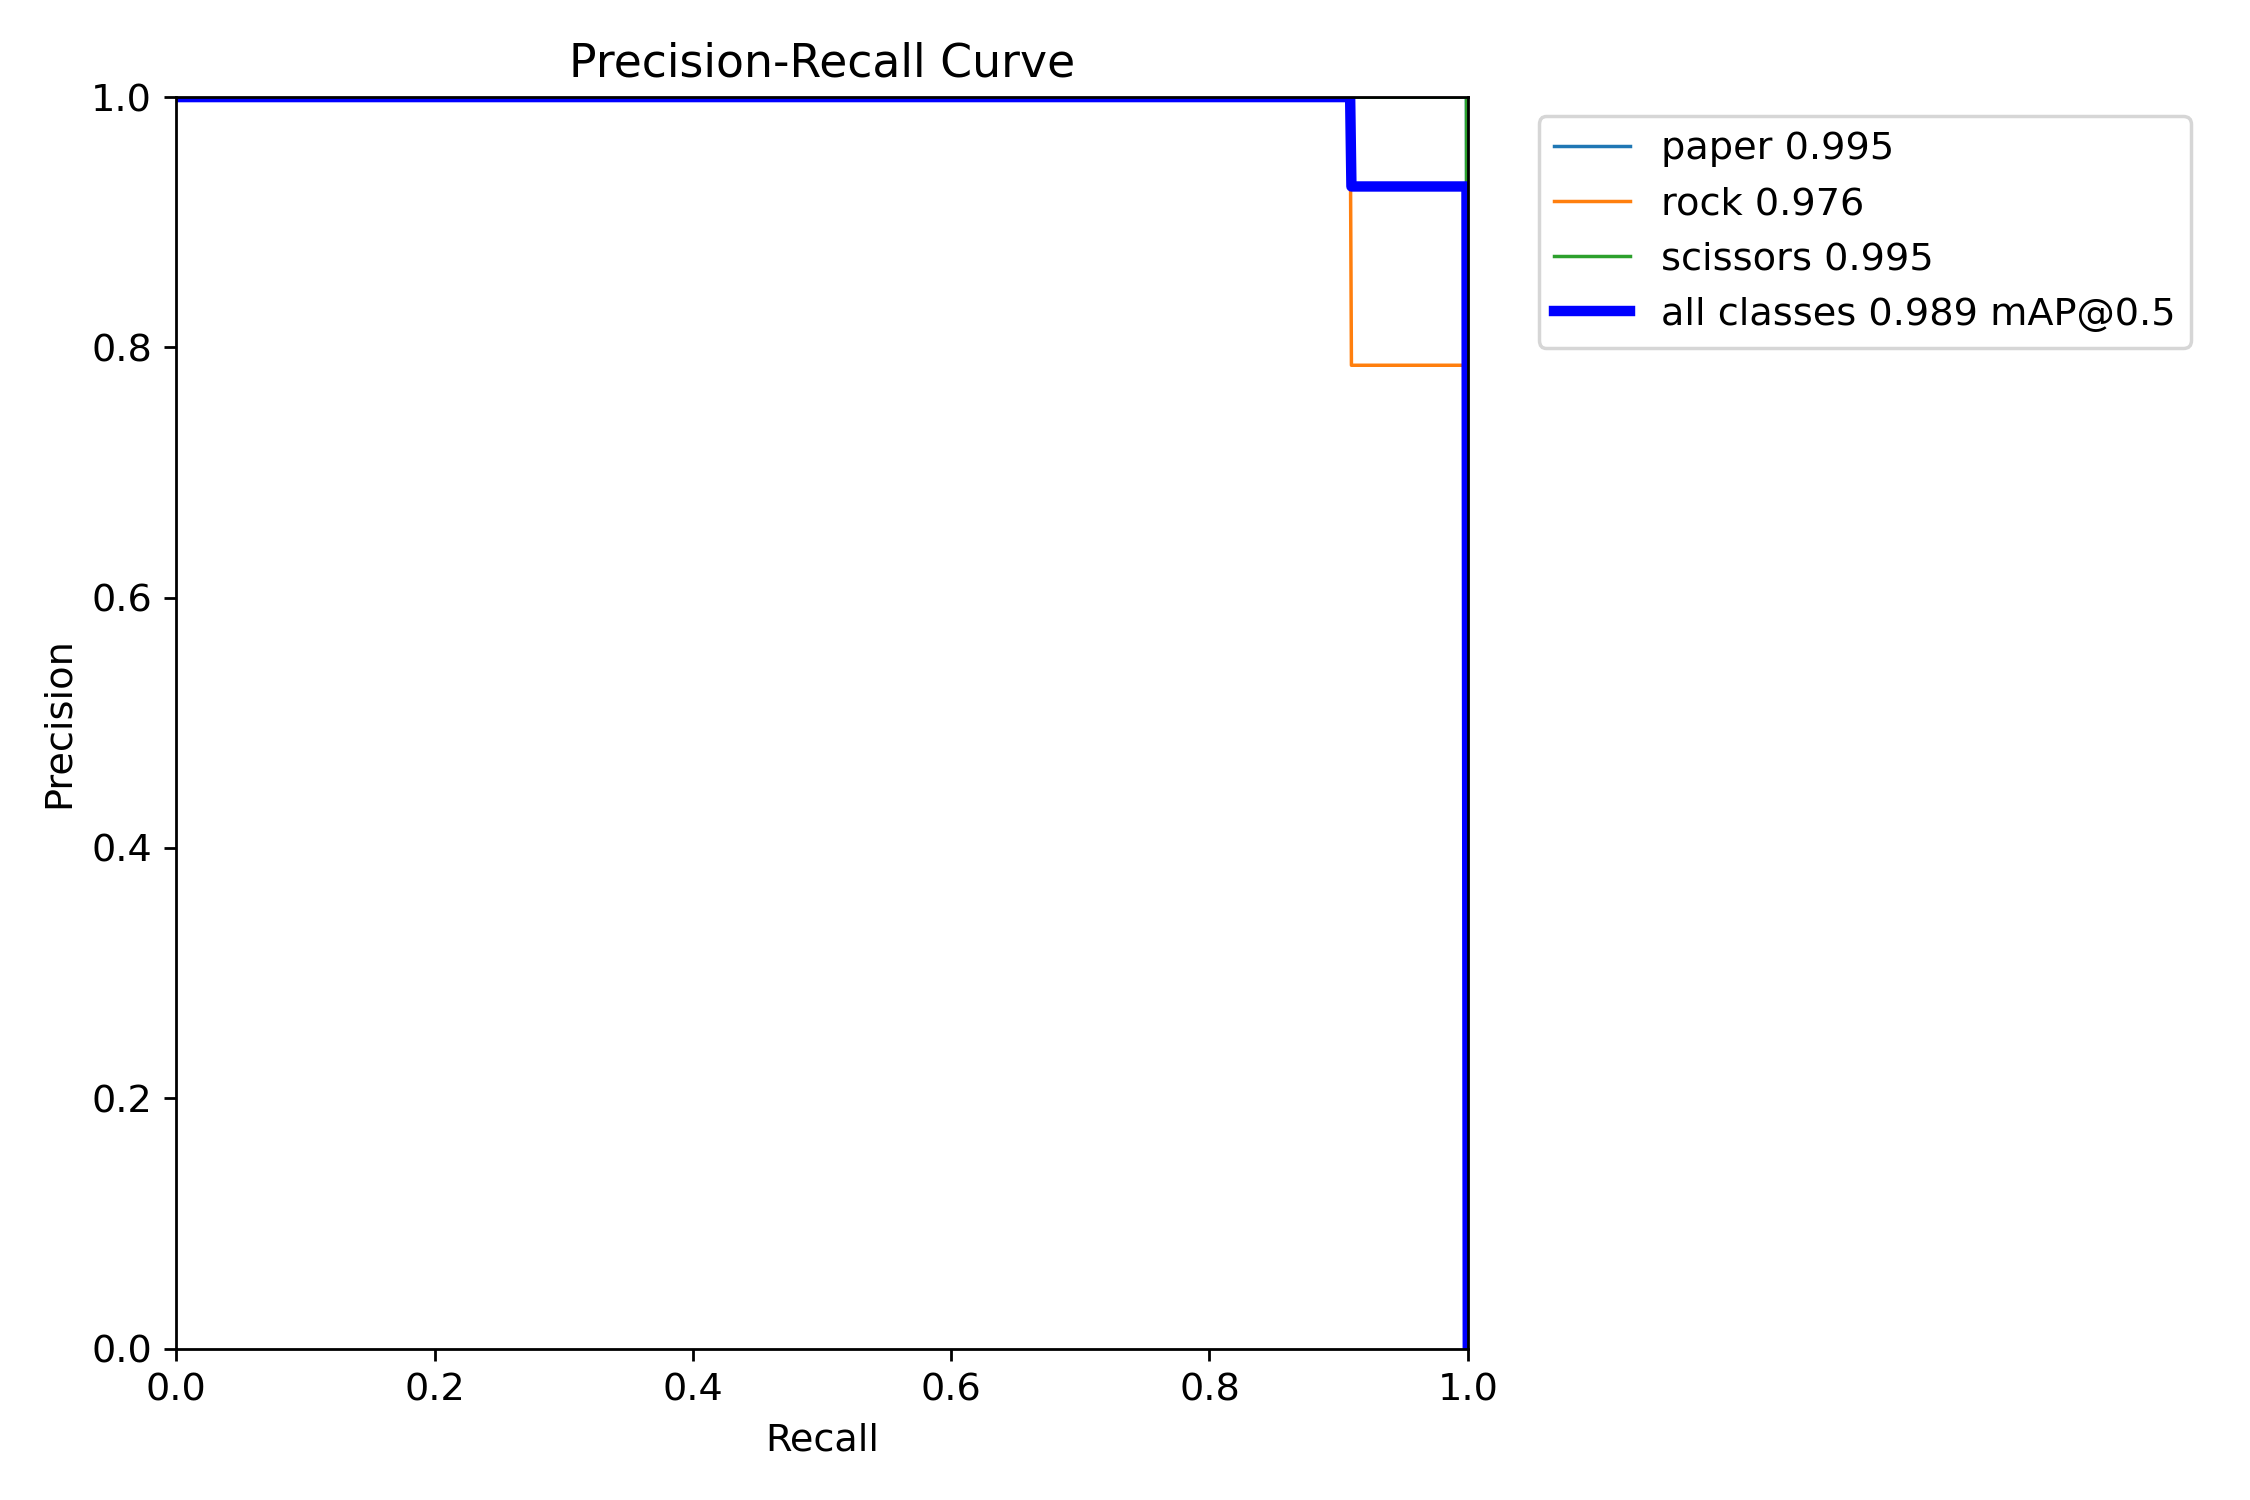 Precision-Recall Curve
1.0
0.8
0.6
0.4
0.2
0.0
Precision
0.0 0.2 0.4 0.6 0.8 1.0
Recall
paper 0.995
rock 0.976
scissors 0.995
all classes 0.989 mAP@0.5